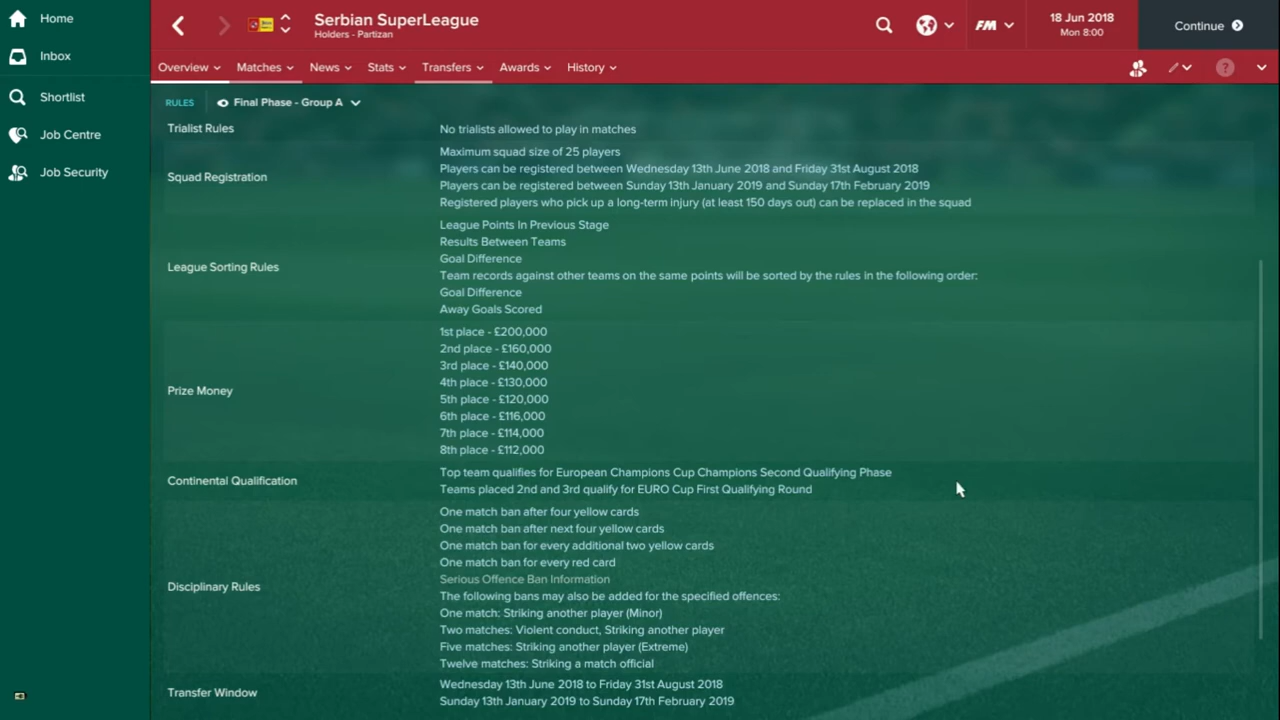 Home
Inbox
Shortlist
Job Centre
Job Security
Serbian SuperLeague
Holders - Partizan
FM
18 Jun 2018
Mon 8:00
Continue
Overview
Matches
News
Stats
Transfers
Awards
History
?
RULES
Final Phase - Group A
Trialist Rules
No trialists allowed to play in matches
Squad Registration
Maximum squad size of 25 players
Players can be registered between Wednesday 13th June 2018 and Friday 31st August 2018
Players can be registered between Sunday 13th January 2019 and Sunday 17th February 2019
Registered players who pick up a long-term injury (at least 150 days out) can be replaced in the squad
League Sorting Rules
League Points In Previous Stage
Results Between Teams
Goal Difference
Team records against other teams on the same points will be sorted by the rules in the following order:
Goal Difference
Away Goals Scored
Prize Money
1st place - £200,000
2nd place - £160,000
3rd place - £140,000
4th place - £130,000
5th place - £120,000
6th place - £116,000
7th place - £114,000
8th place - £112,000
Continental Qualification
Top team qualifies for European Champions Cup Champions Second Qualifying Phase
Teams placed 2nd and 3rd qualify for EURO Cup First Qualifying Round
Disciplinary Rules
One match ban after four yellow cards
One match ban after next four yellow cards
One match ban for every additional two yellow cards
One match ban for every red card
Serious Offence Ban Information
The following bans may also be added for the specified offences:
One match: Striking another player (Minor)
Two matches: Violent conduct, Striking another player
Five matches: Striking another player (Extreme)
Twelve matches: Striking a match official
Transfer Window
Wednesday 13th June 2018 to Friday 31st August 2018
Sunday 13th January 2019 to Sunday 17th February 2019